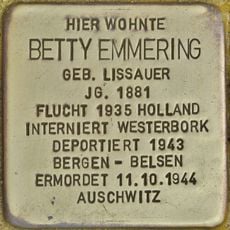 HIER WOHNTE
BETTY EMMERING
GEB. LISSAUER
JG. 1881
FLUCHT 1935 HOLLAND
INTERNIERT WESTERBORK
DEPORTIERT 1943
BERGEN - BELSEN
ERMORDET 11.10.1944
AUSCHWITZ